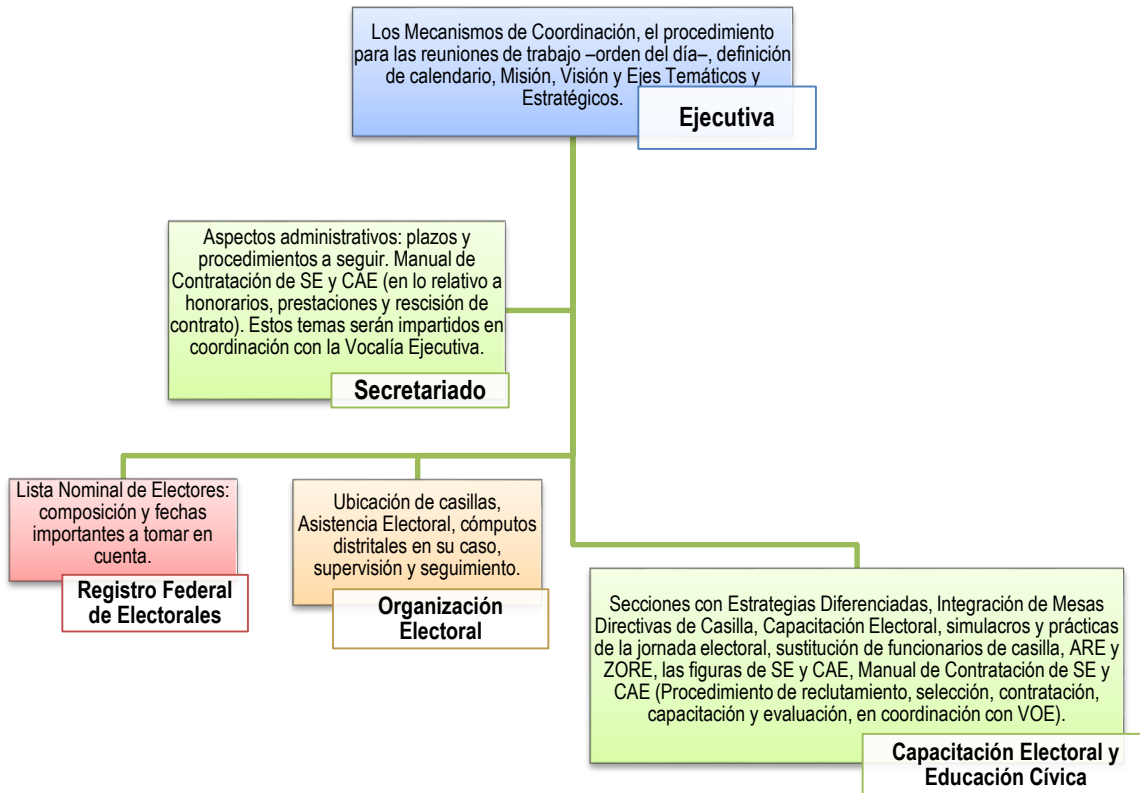 Los Mecanismos de Coordinación, el procedimiento
para las reuniones de trabajo –orden del día–, definición
de calendario, Misión, Visión y Ejes Temáticos y
Estratégicos.
Ejecutiva
Aspectos administrativos: plazos y
procedimientos a seguir. Manual de
Contratación de SE y CAE (en lo relativo a
honorarios, prestaciones y rescisión de
contrato). Estos temas serán impartidos en
coordinación con la Vocalía Ejecutiva.
Secretariado
Lista Nominal de Electores:
composición y fechas
importantes a tomar en
cuenta.
Registro Federal
de Electorales
Ubicación de casillas,
Asistencia Electoral, cómputos
distritales en su caso,
supervisión y seguimiento.
Organización
Electoral
Secciones con Estrategias Diferenciadas, Integración de Mesas
Directivas de Casilla, Capacitación Electoral, simulacros y prácticas
de la jornada electoral, sustitución de funcionarios de casilla, ARE y
ZORE, las figuras de SE y CAE, Manual de Contratación de SE y
CAE (Procedimiento de reclutamiento, selección, contratación,
capacitación y evaluación, en coordinación con VOE).
Capacitación Electoral y
Educación Cívica